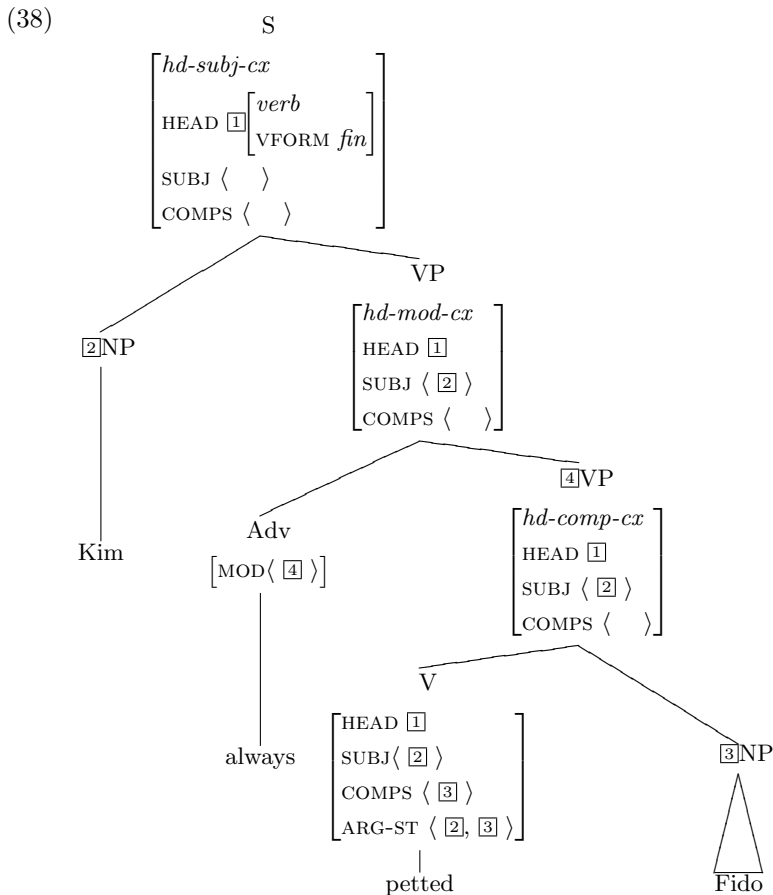 (38)
S
hd-subj-cx
HEAD 1 verb
VFORM fin
SUBJ ⟨ ⟩
COMPS ⟨ ⟩
VP
hd-mod-cx
2NP
HEAD 1
SUBJ ⟨ 2 ⟩
COMPS ⟨ ⟩
4VP
hd-comp-cx
Kim
Adv
[MOD⟨ 4 ⟩]
HEAD 1
SUBJ ⟨ 2 ⟩
COMPS ⟨ ⟩
V
HEAD 1
SUBJ⟨ 2 ⟩
COMPS ⟨ 3 ⟩
ARG-ST ⟨ 2, 3 ⟩
always
3NP
petted
Fido